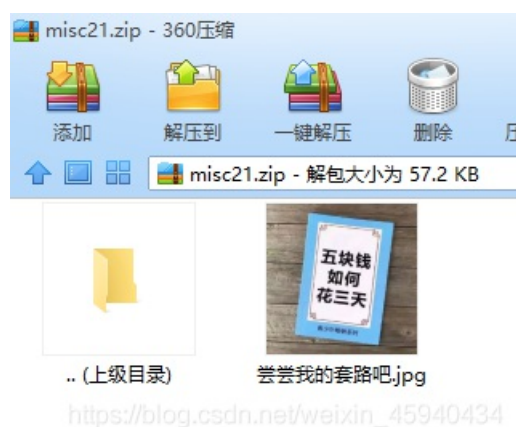 misc21.zip - 360压缩
添加
解压到
一键解压
删除
misc21.zip - 解包大小为 57.2 KB
五块钱
如何
花三天
.. (上级目录)
尝尝我的套路吧.jpg
https://blog.csdn.net/weixin_45940434